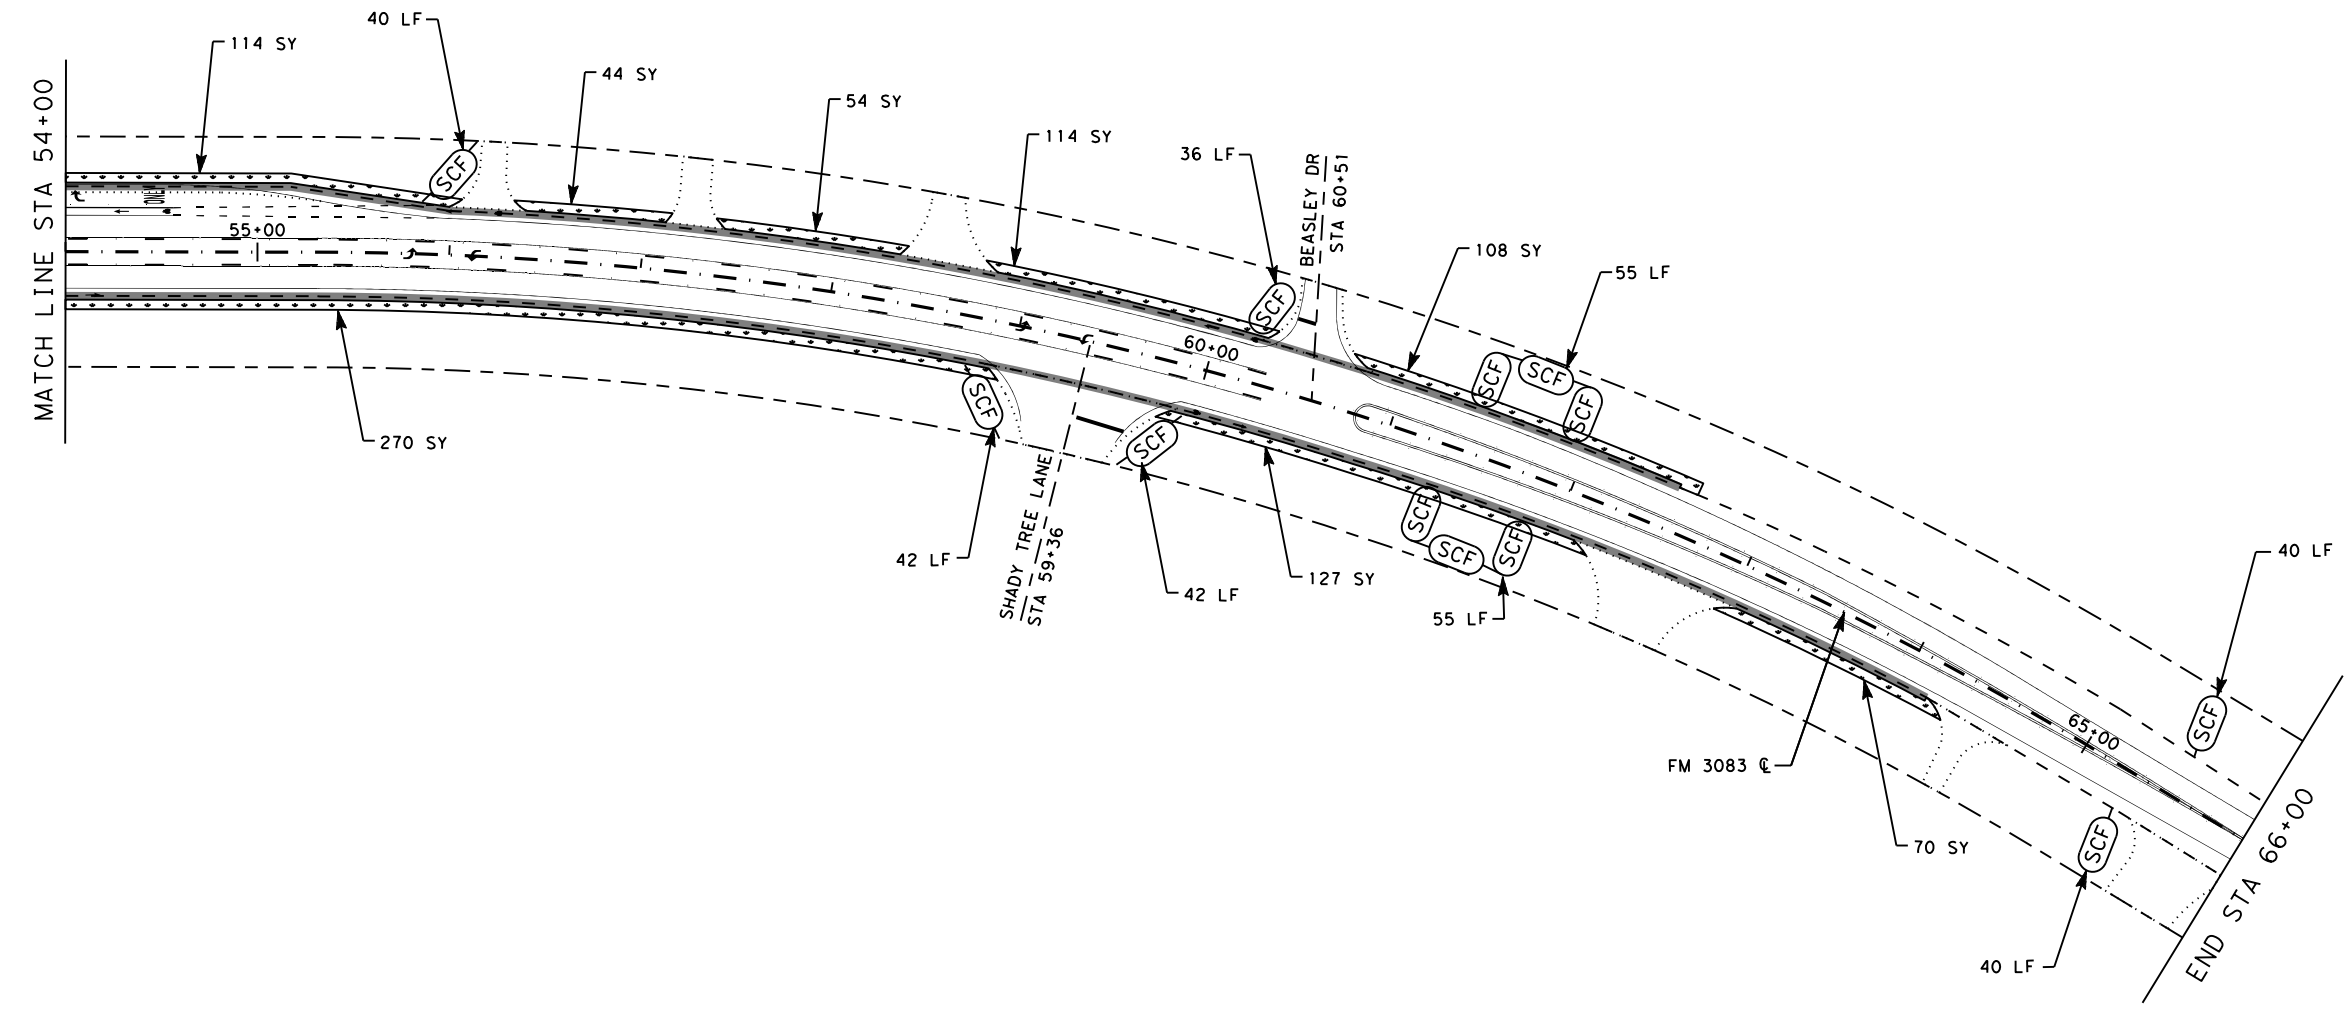 40 LF
114 SY
44 SY
54 SY
114 SY
36 LF
BEASLEY DR
STA 60+51
108 SY
55 LF
MATCH LINE STA 54+00
SCF
55+00
SCF
60+00
SCF
SCF
SCF
SCF
SCF
270 SY
42 LF
SHADY TREE LANE
STA 59+36
42 LF
127 SY
SCF
SCF
SCF
55 LF
40 LF
SCF
65+00
FM 3083 ℄
70 SY
SCF
40 LF
END STA 66+00